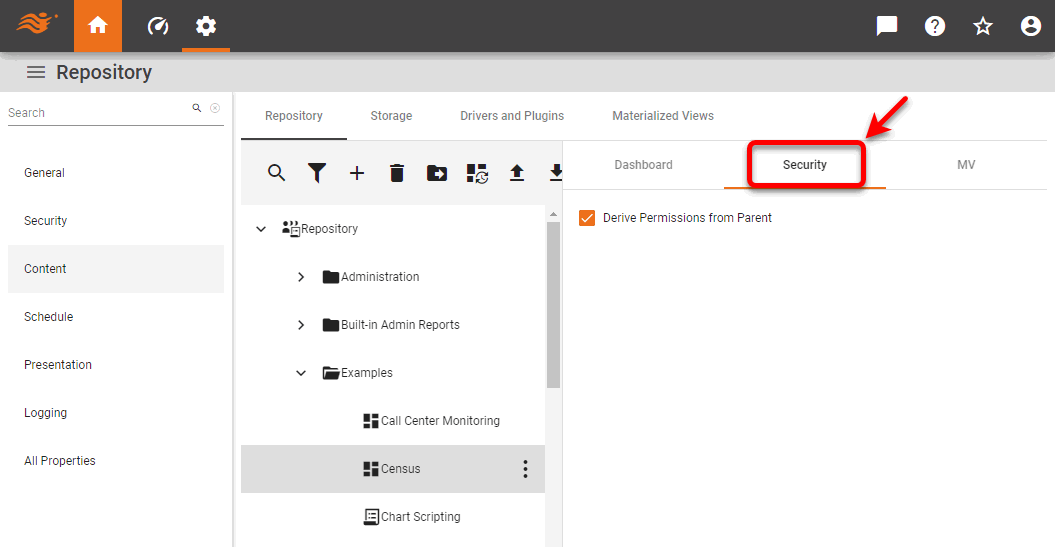 Repository
Search
General
Security
Content
Schedule
Presentation
Logging
All Properties
Repository Storage Drivers and Plugins Materialized Views
Repository
Administration
Built-in Admin Reports
Examples
Call Center Monitoring
Census
Chart Scripting
Dashboard Security MV
Derive Permissions from Parent